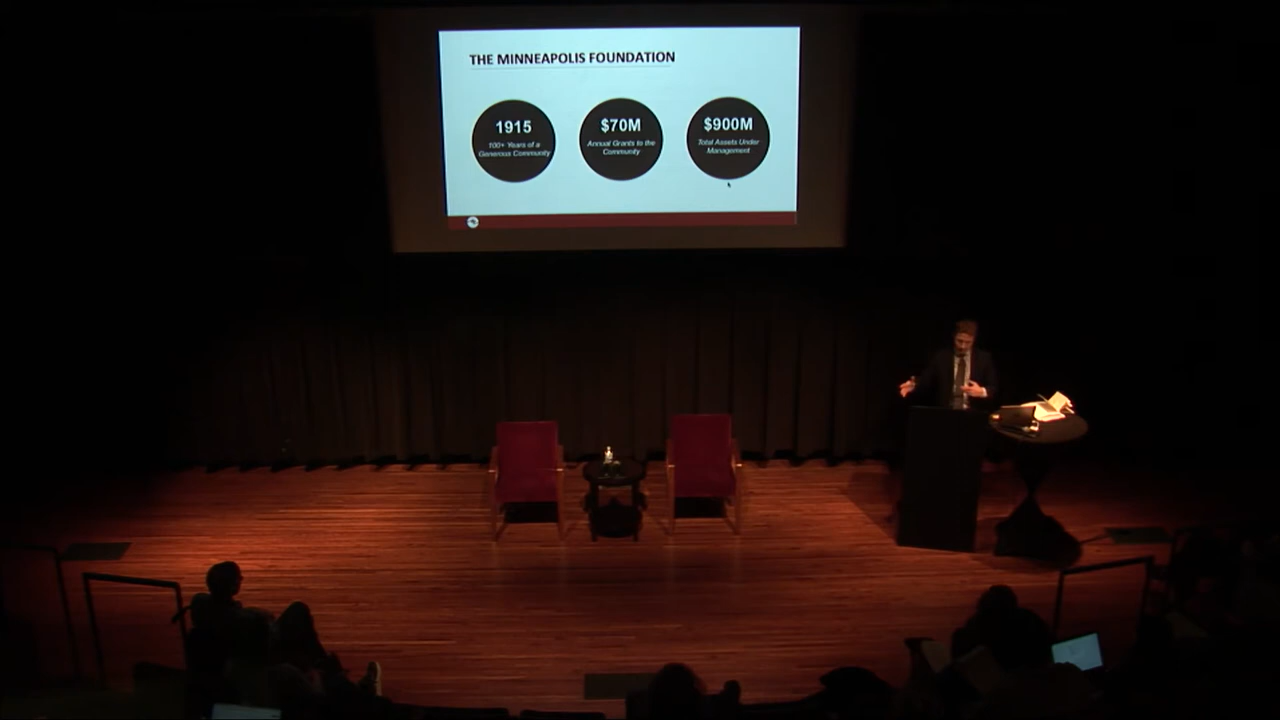 THE MINNEAPOLIS FOUNDATION
1915
100+ Years of a
Generous Community
$70M
Annual Grants to the
Community
$900M
Total Assets Under
Management